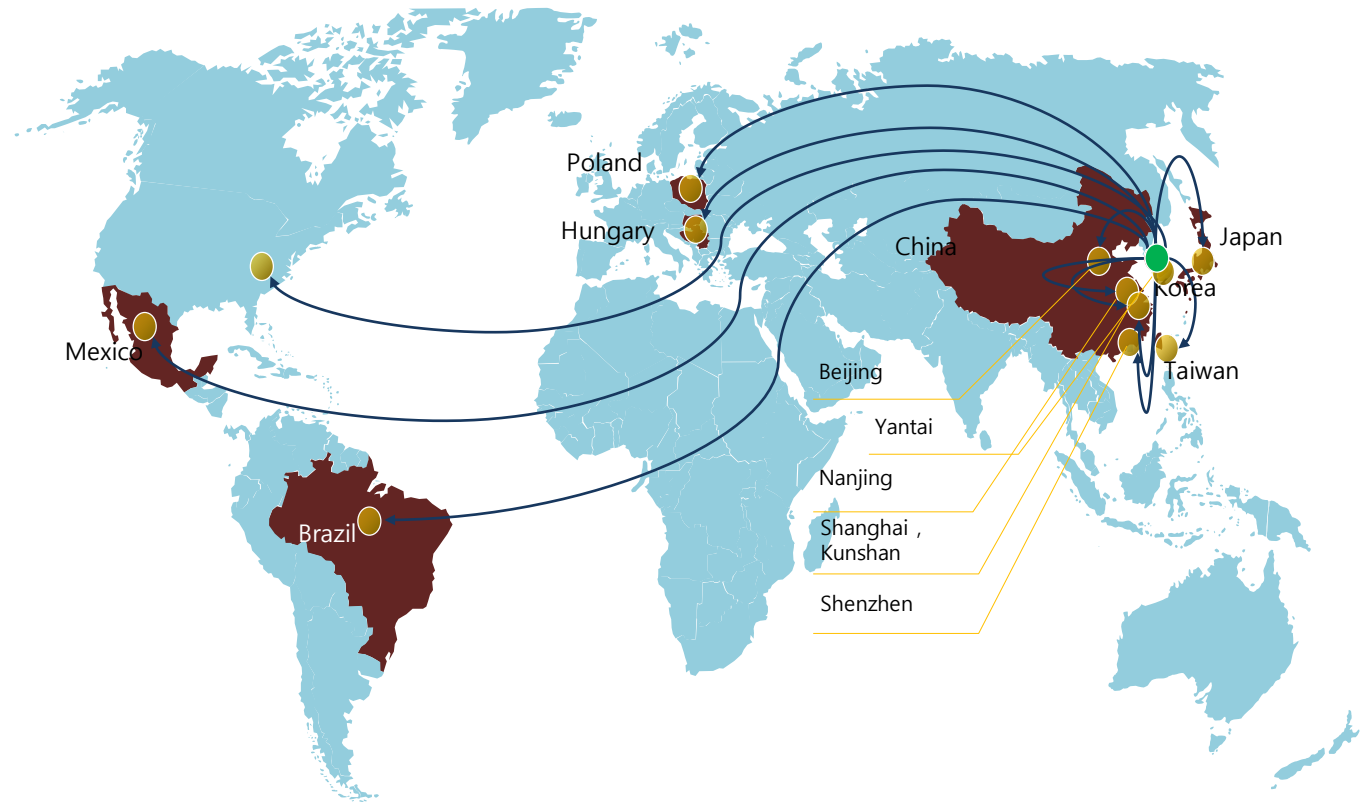 Poland
Hungary
China
Japan
Korea
Mexico
Taiwan
Beijing
Yantai
Nanjing
Shanghai ,
Kunshan
Brazil
Shenzhen